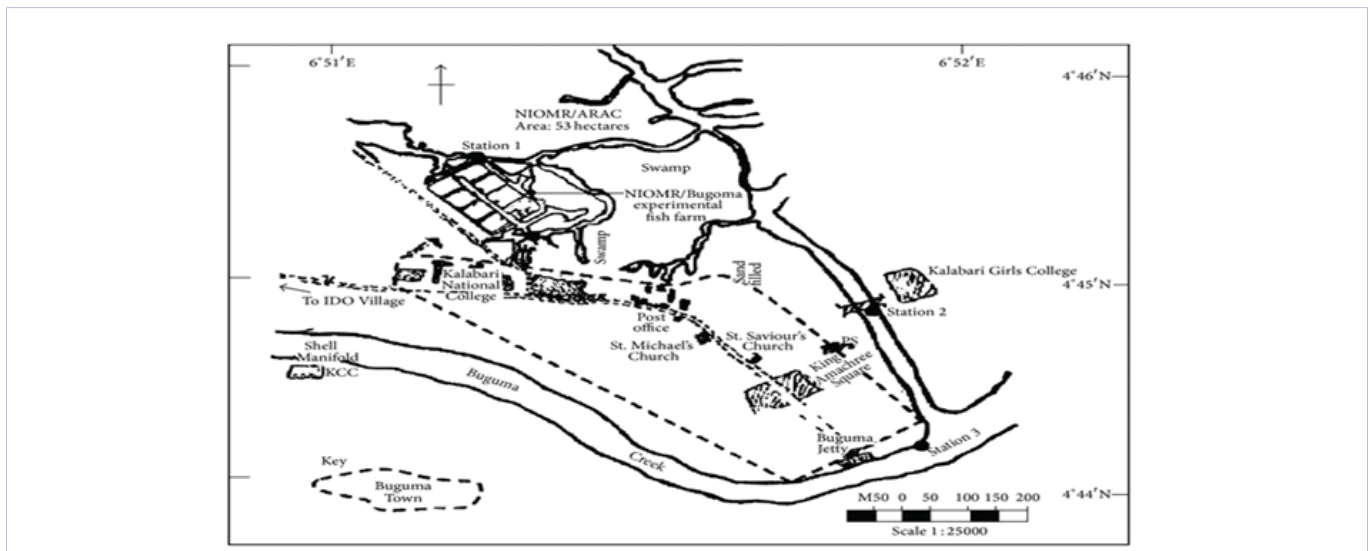 6°51′E
6°52′E
4°46′N
NIOMR/ARAC
Area: 53 hectares
Station 1
Swamp
NIOMR/Bugoma
experimental
fish farm
Swamp
Sand
filled
Kalabari Girls College
Kalabari
National
College
4°45′N
To IDO Village
Station 2
Post
office
St. Michael's
Church
St. Saviour's
Church
PS
King
Amachree
Square
Shell
Manifold
KCC
Buguma
Creek
Buguma
Jetty
Station 3
Key
Buguma
Town
M50 0 50 100 150 200
Scale 1:25000
4°44′N